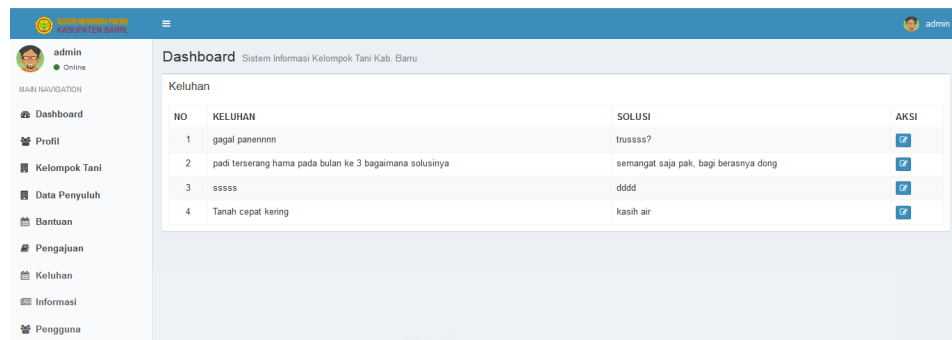 SISTEM INFORMASI POKTAN
KABUPATEN BARRU
admin
admin
Online
MAIN NAVIGATION
Dashboard
Profil
Kelompok Tani
Data Penyuluh
Bantuan
Pengajuan
Keluhan
Informasi
Pengguna
Dashboard Sistem Informasi Kelompok Tani Kab. Barru
Keluhan
NO KELUHAN SOLUSI AKSI
1 gagal panennnn trussss?
2 padi terserang hama pada bulan ke 3 bagaimana solusinya semangat saja pak, bagi berasnya dong
3 sssss dddd
4 Tanah cepat kering kasih air